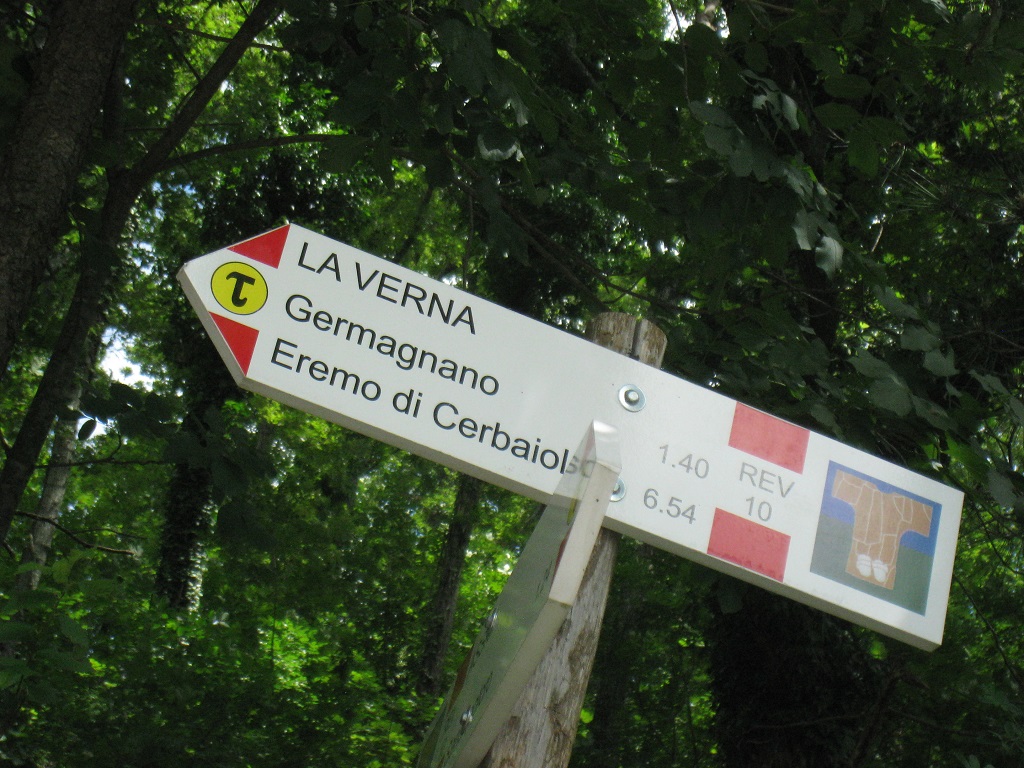 LA VERNA
τ
Germagnano 1.40 REV
Eremo di Cerbaiolo 6.54 10